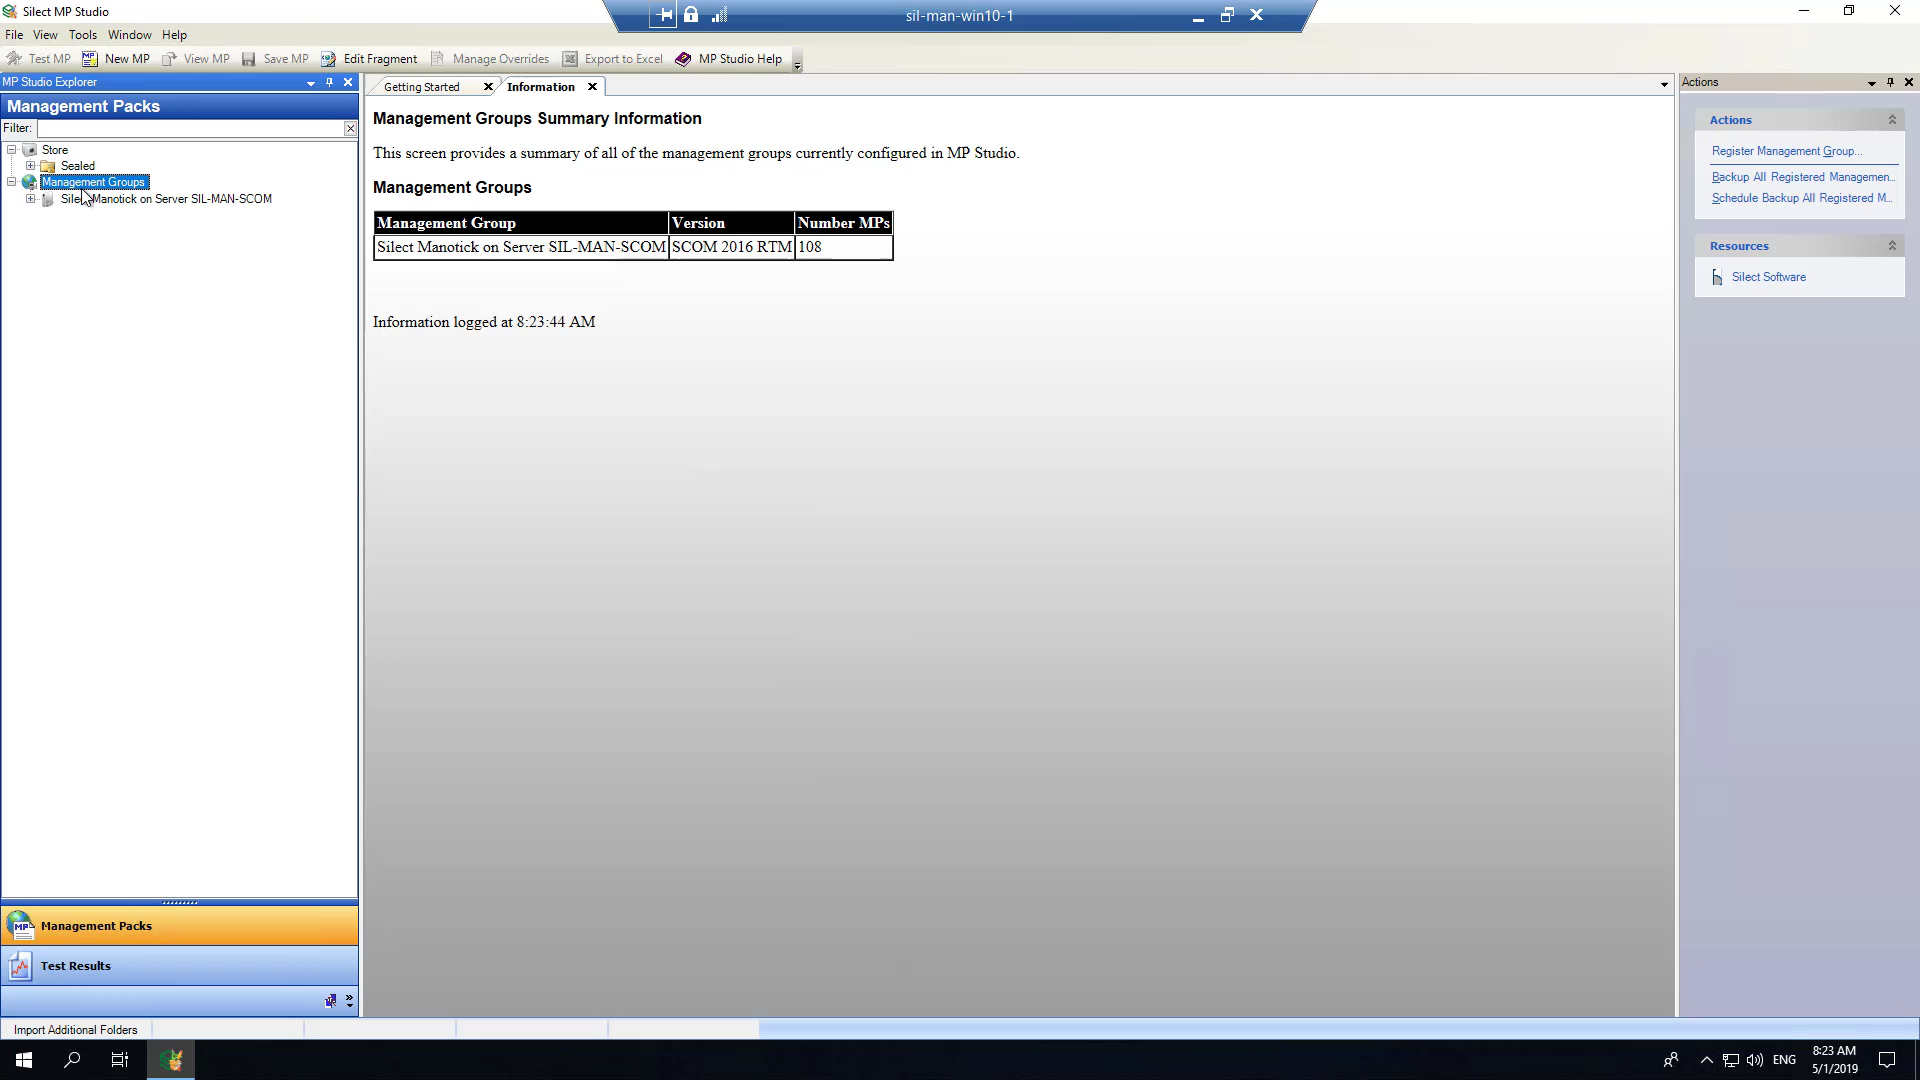 Silect MP Studio
sil-man-win10-1
File View Tools Window Help
Test MP New MP View MP Save MP Edit Fragment Manage Overrides Export to Excel MP Studio Help
MP Studio Explorer
Management Packs
Filter:
Store
Sealed
Management Groups
Silect Manotick on Server SIL-MAN-SCOM
Getting Started Information
Management Groups Summary Information
This screen provides a summary of all of the management groups currently configured in MP Studio.
Management Groups
Management Group Version Number MPs
Silect Manotick on Server SIL-MAN-SCOM SCOM 2016 RTM 108
Information logged at 8:23:44 AM
Actions
Actions
Register Management Group...
Backup All Registered Managemen...
Schedule Backup All Registered M...
Resources
Silect Software
Management Packs
MP
Test Results
Import Additional Folders
ENG
8:23 AM
5/1/2019